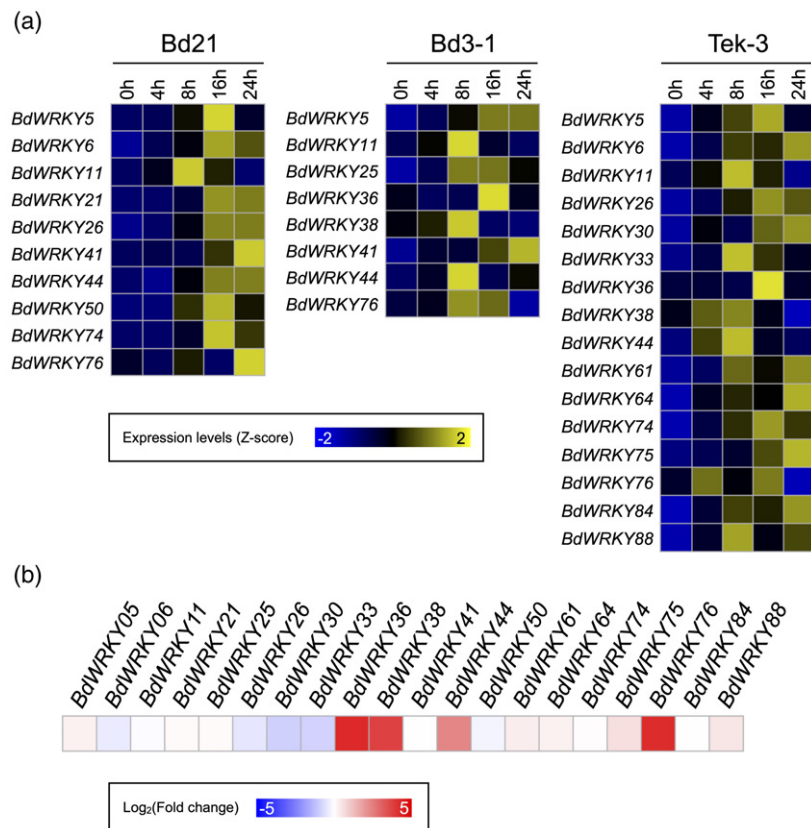 (a)
Bd21
0h 4h 8h 16h 24h
BdWRKY5
BdWRKY6
BdWRKY11
BdWRKY21
BdWRKY26
BdWRKY41
BdWRKY44
BdWRKY50
BdWRKY74
BdWRKY76
Bd3-1
0h 4h 8h 16h 24h
BdWRKY5
BdWRKY11
BdWRKY25
BdWRKY36
BdWRKY38
BdWRKY41
BdWRKY44
BdWRKY76
Tek-3
0h 4h 8h 16h 24h
BdWRKY5
BdWRKY6
BdWRKY11
BdWRKY26
BdWRKY30
BdWRKY33
BdWRKY36
BdWRKY38
BdWRKY44
BdWRKY61
BdWRKY64
BdWRKY74
BdWRKY75
BdWRKY76
BdWRKY84
BdWRKY88
Expression levels (Z-score) -2 2
(b)
BdWRKY05
BdWRKY06
BdWRKY11
BdWRKY21
BdWRKY25
BdWRKY26
BdWRKY30
BdWRKY33
BdWRKY36
BdWRKY38
BdWRKY41
BdWRKY44
BdWRKY50
BdWRKY61
BdWRKY64
BdWRKY74
BdWRKY75
BdWRKY76
BdWRKY84
BdWRKY88
Log₂(Fold change) -5 5